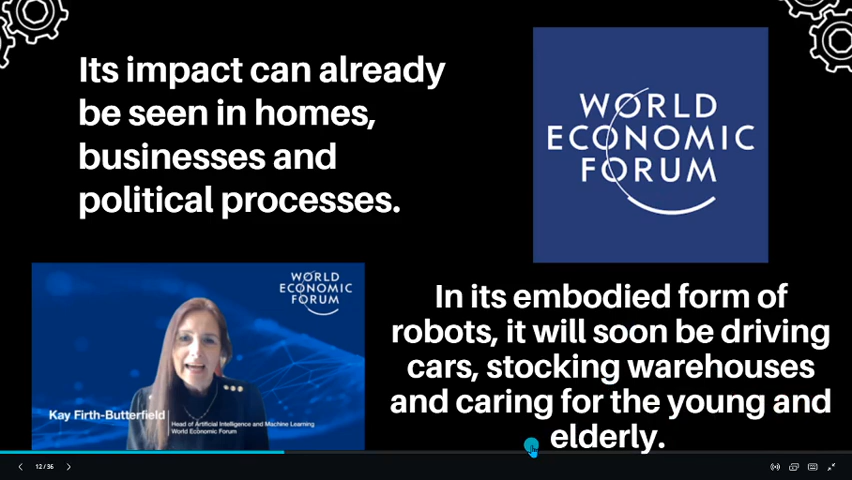 Its impact can already
be seen in homes,
businesses and
political processes.
WORLD
ECONOMIC
FORUM
WORLD
ECONOMIC
FORUM
Kay Firth-Butterfield
Head of Artificial Intelligence and Machine Learning
World Economic Forum
In its embodied form of
robots, it will soon be driving
cars, stocking warehouses
and caring for the young and
elderly.
12 / 36